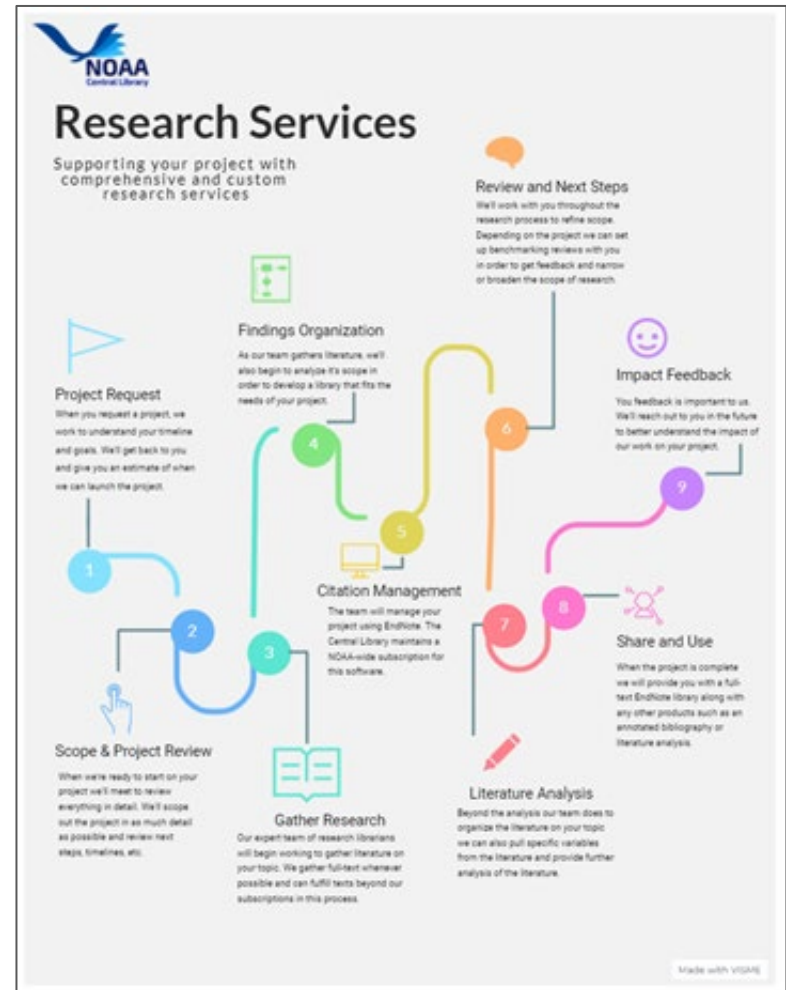 NOAA
Central Library
Research Services
Supporting your project with
comprehensive and custom
research services
Project Request
When you request a project, we
work to understand your timeline
and goals. We'll get back to you
and give you an estimate of when
we can launch the project.
1
2
Scope & Project Review
When we're ready to start on your
project we'll meet to review
everything in detail. We'll scope
out the project in as much detail
as possible and review next
steps, timelines, etc.
3
Gather Research
Our expert team of research librarians
will begin working to gather literature on
your topic. We gather full-text whenever
possible and can fulfill texts beyond our
subscriptions in this process.
Findings Organization
As our team gathers literature, we'll
also begin to analyze it's scope in
order to develop a library that fits the
needs of your project.
4
5
Citation Management
The team will manage your
project using EndNote. The
Central Library maintains a
NOAA-wide subscription for
this software.
Review and Next Steps
We'll work with you throughout the
research process to refine scope.
Depending on the project we can set
up benchmarking reviews with you
in order to get feedback and narrow
or broaden the scope of research.
6
7
Literature Analysis
Beyond the analysis our team does to
organize the literature on your topic
we can also pull specific variables
from the literature and provide further
analysis of the literature.
8
Share and Use
When the project is complete
we will provide you with a full-
text EndNote library along with
any other products such as an
annotated bibliography or
literature analysis.
Impact Feedback
You feedback is important to us.
We'll reach out to you in the future
to better understand the impact of
our work on your project.
9
Made with VISME